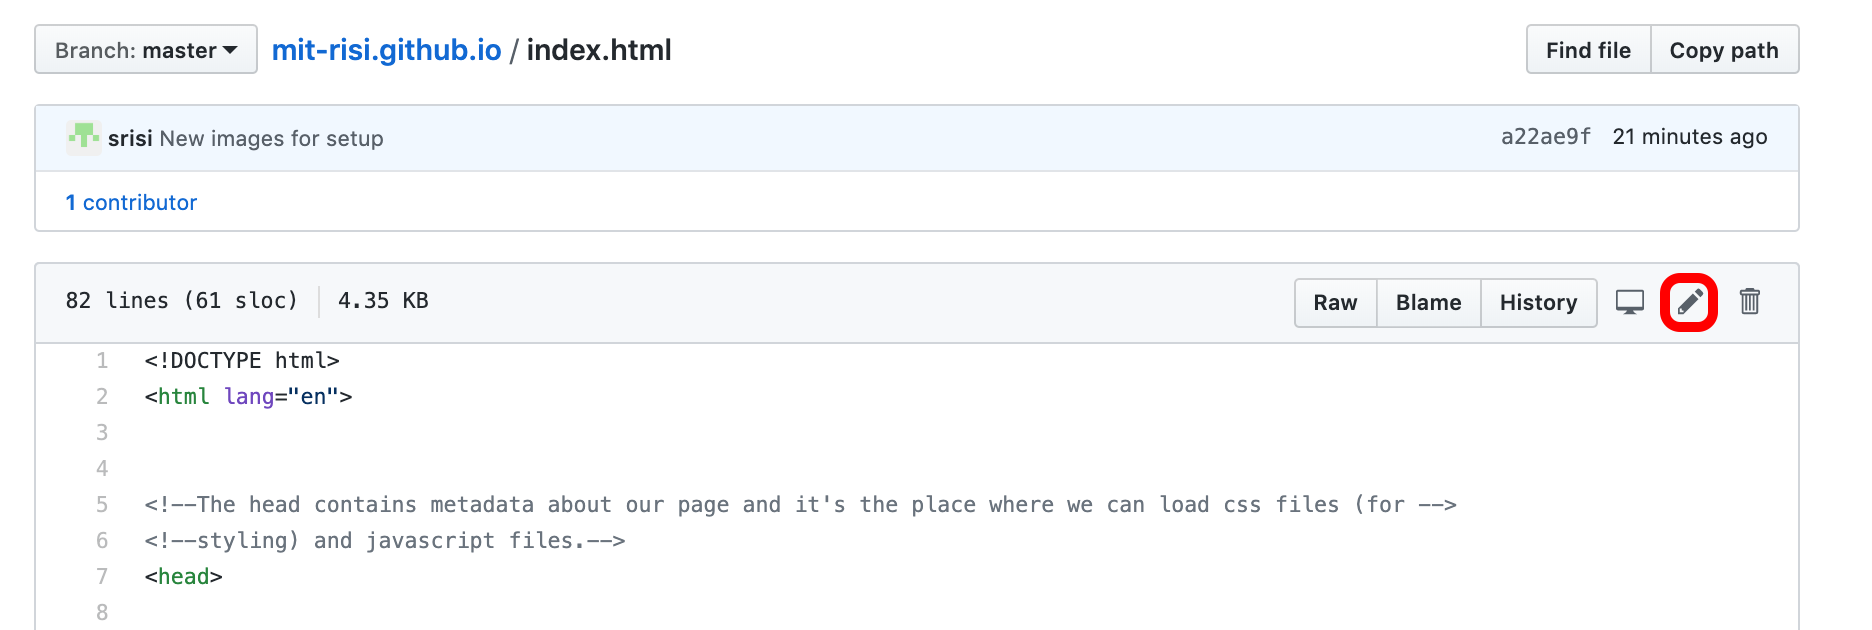 Branch: master mit-risi.github.io / index.html Find file Copy path
srisi New images for setup a22ae9f 21 minutes ago
1 contributor
82 lines (61 sloc) 4.35 KB Raw Blame History
1 <!DOCTYPE html>
2 <html lang="en">
3
4
5 <!--The head contains metadata about our page and it's the place where we can load css files (for -->
6 <!--styling) and javascript files.-->
7 <head>
8